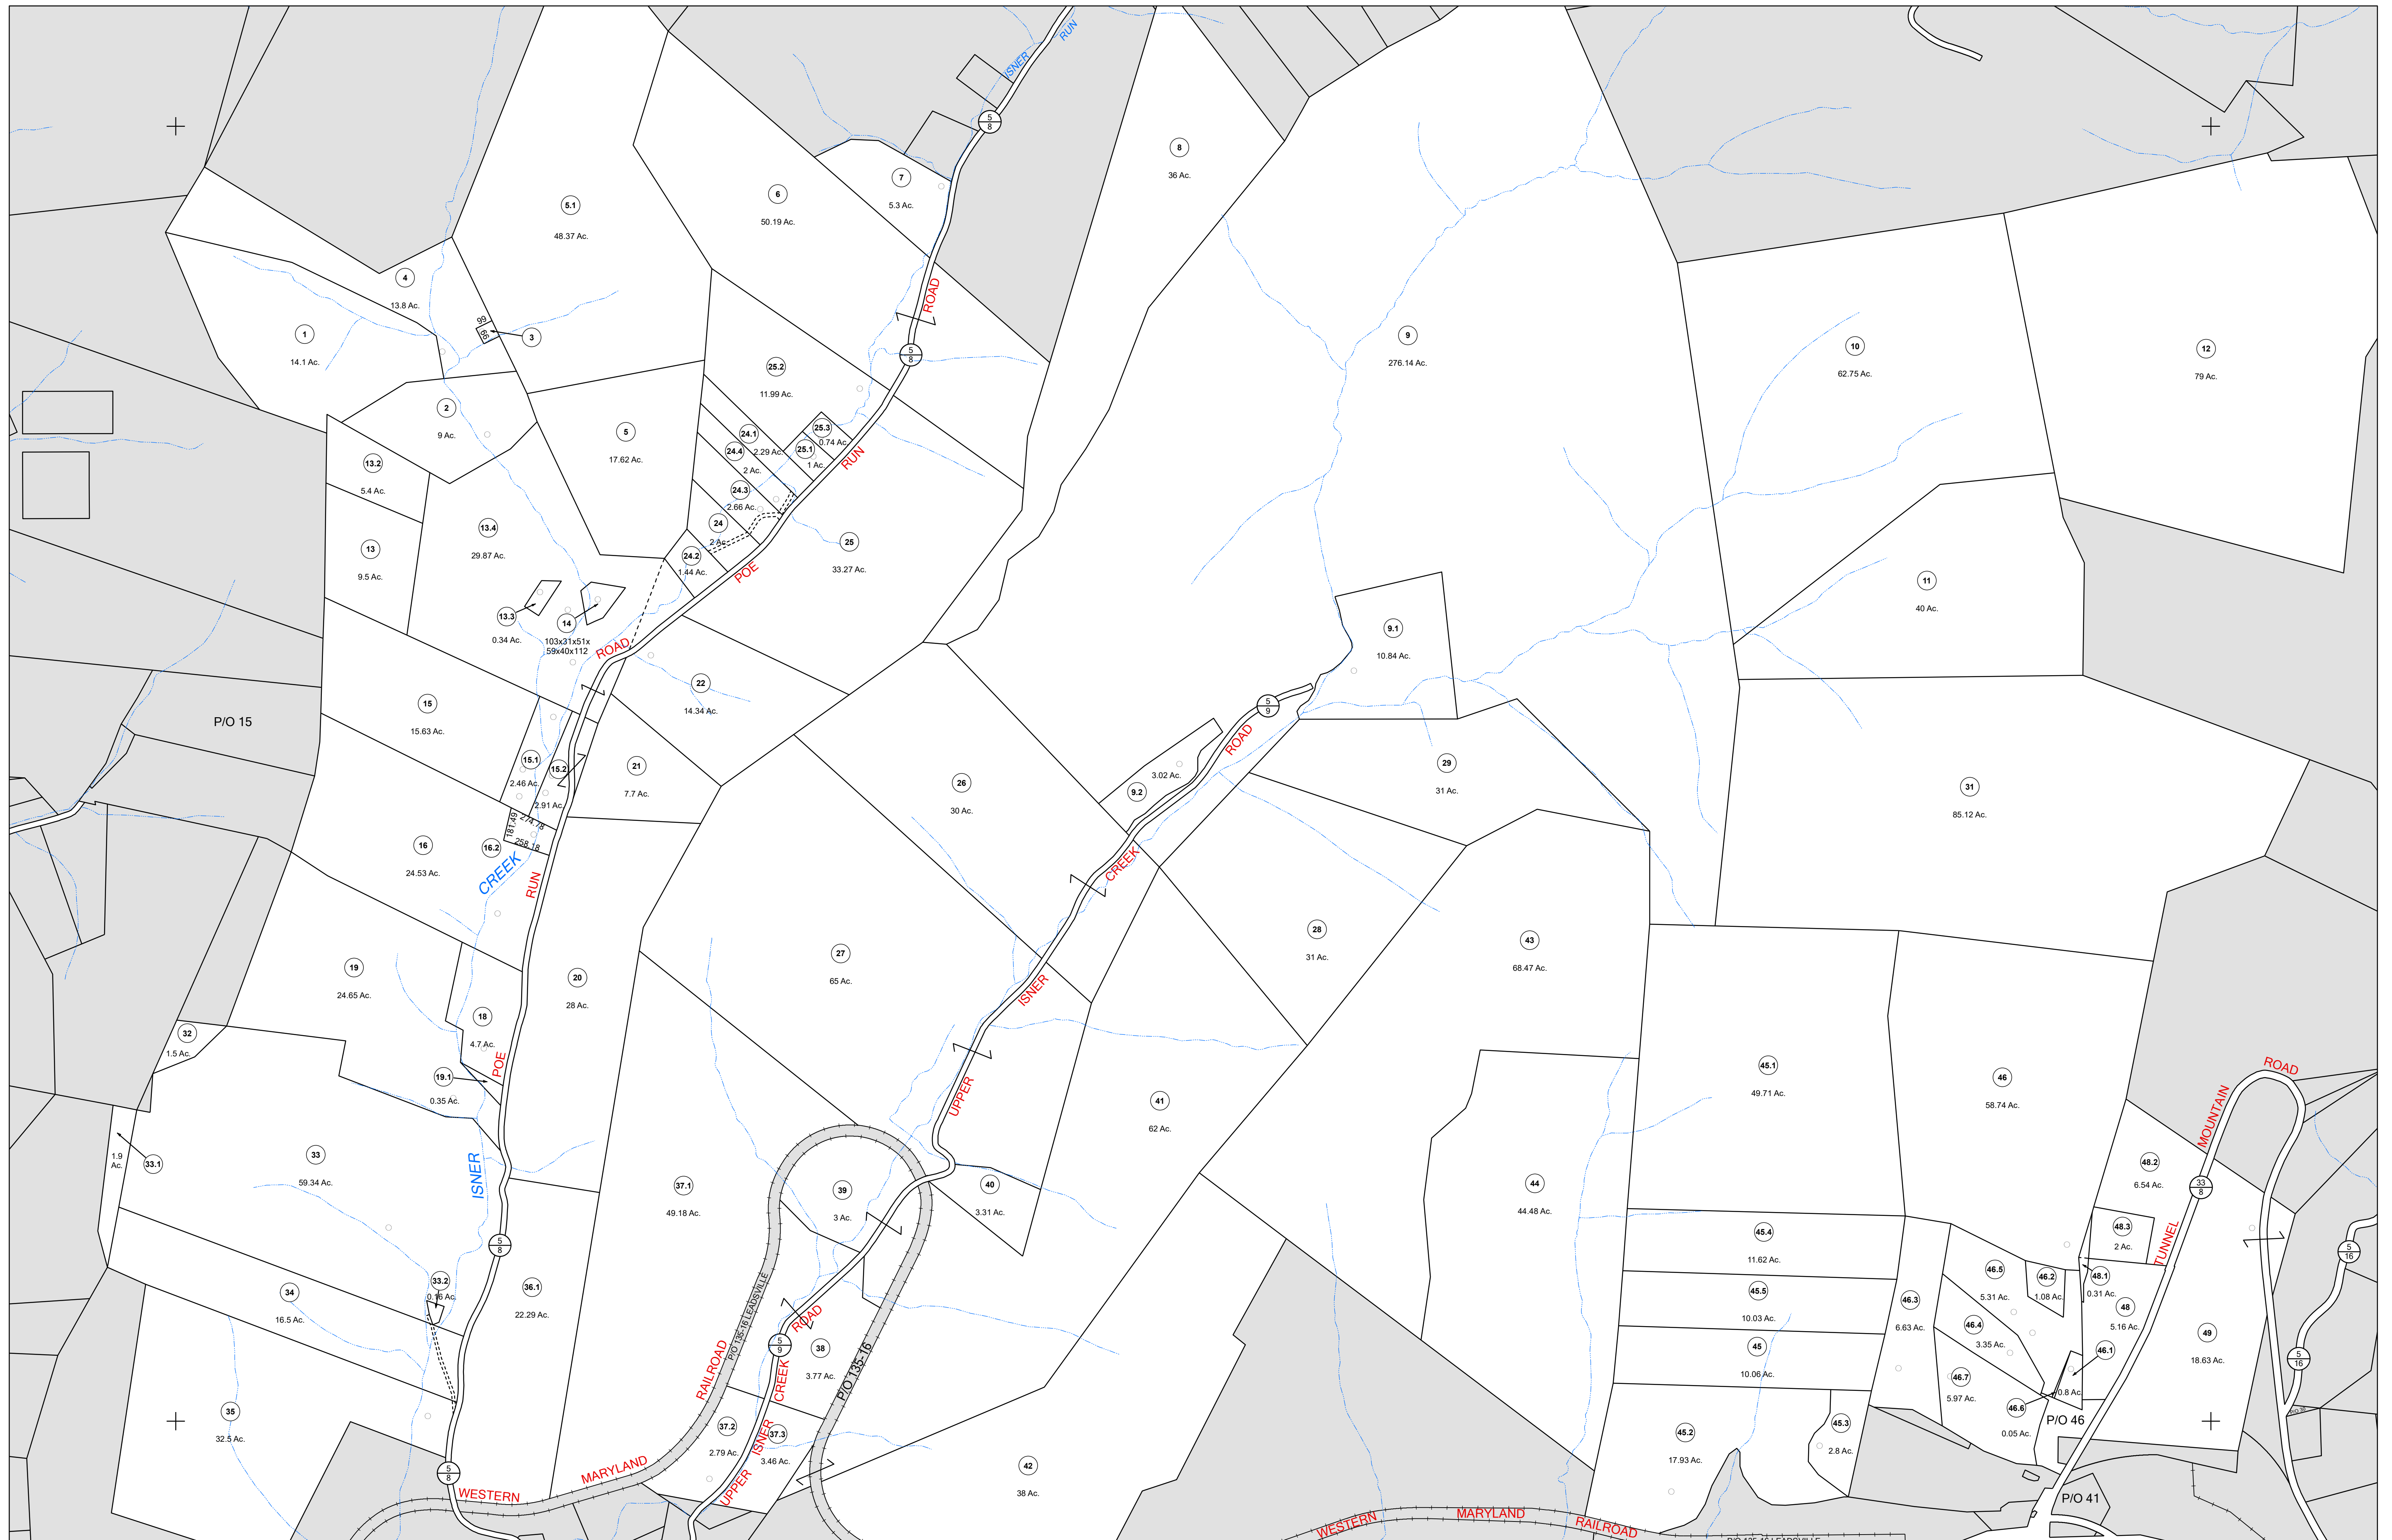 ISNER
RUN
5
8
8
36 Ac.
7
5.3 Ac.
6
50.19 Ac.
5.1
48.37 Ac.
4
13.8 Ac.
66
66
3
1
14.1 Ac.
ROAD
5
8
9
276.14 Ac.
10
62.75 Ac.
12
79 Ac.
25.2
11.99 Ac.
2
9 Ac.
5
17.62 Ac.
24.1
2.29 Ac.
25.3
0.74 Ac.
25.1
1 Ac.
24.4
2 Ac.
RUN
13.2
5.4 Ac.
24.3
2.66 Ac.
24
2 Ac.
13.4
29.87 Ac.
25
33.27 Ac.
13
9.5 Ac.
24.2
1.44 Ac.
POE
11
40 Ac.
13.3
0.34 Ac.
14
103x31x51x
59x40x112
ROAD
9.1
10.84 Ac.
22
14.34 Ac.
15
15.63 Ac.
P/O 15
5
9
ROAD
15.1
2.46 Ac.
15.2
2.91 Ac.
21
7.7 Ac.
26
30 Ac.
3.02 Ac.
9.2
29
31 Ac.
31
85.12 Ac.
181.49
274.78
258.18
16.2
16
24.53 Ac.
CREEK
RUN
CREEK
28
31 Ac.
43
68.47 Ac.
27
65 Ac.
19
24.65 Ac.
20
28 Ac.
ISNER
18
4.7 Ac.
32
1.5 Ac.
POE
19.1
0.35 Ac.
UPPER
41
62 Ac.
45.1
49.71 Ac.
46
58.74 Ac.
ROAD
MOUNTAIN
33.1
1.9
Ac.
33
59.34 Ac.
ISNER
37.1
49.18 Ac.
39
3 Ac.
40
3.31 Ac.
44
44.48 Ac.
48.2
6.54 Ac.
33
8
48.3
2 Ac.
TUNNEL
45.4
11.62 Ac.
5
8
5
16
33.2
0.16 Ac.
34
16.5 Ac.
36.1
22.29 Ac.
P/O 135-16 LEADSVILLE
RAILROAD
ROAD
5
9
38
3.77 Ac.
P/O 135-16
CREEK
45.5
10.03 Ac.
46.5
5.31 Ac.
46.2
1.08 Ac.
48.1
0.31 Ac.
46.3
6.63 Ac.
48
5.16 Ac.
46.4
3.35 Ac.
49
18.63 Ac.
45
10.06 Ac.
46.1
0.8 Ac.
5
16
46.7
5.97 Ac.
46.6
0.05 Ac.
P/O 46
35
32.5 Ac.
37.2
2.79 Ac.
ISNER
37.3
3.46 Ac.
UPPER
45.2
17.93 Ac.
45.3
2.8 Ac.
42
38 Ac.
5
8
WESTERN
MARYLAND
P/O 41
WESTERN
MARYLAND
RAILROAD
P/O 135-16 LEADSVILLE